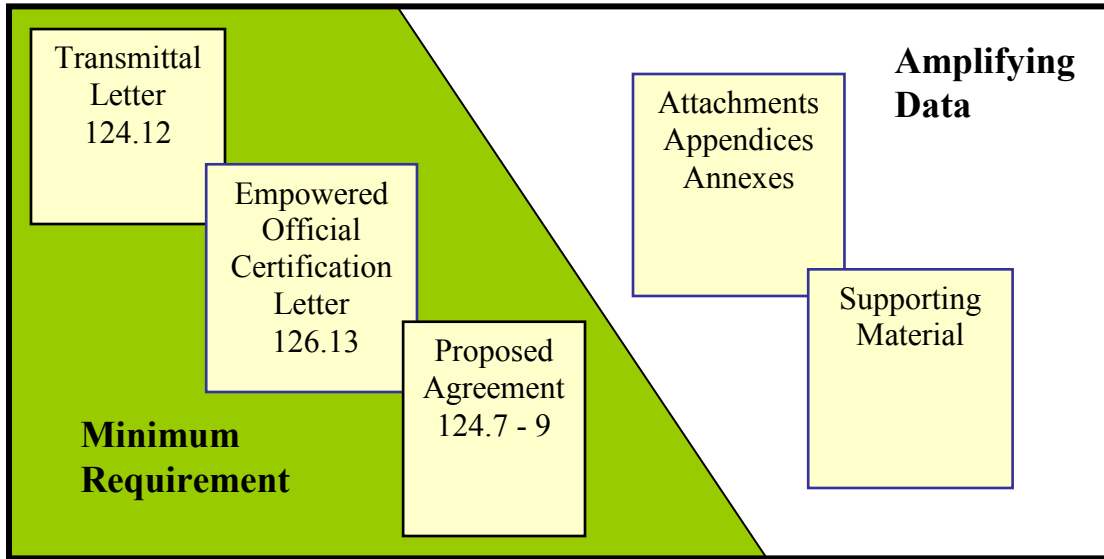 Transmittal
Letter
124.12
Empowered
Official
Certification
Letter
126.13
Proposed
Agreement
124.7 - 9
Minimum
Requirement
Amplifying
Data
Attachments
Appendices
Annexes
Supporting
Material